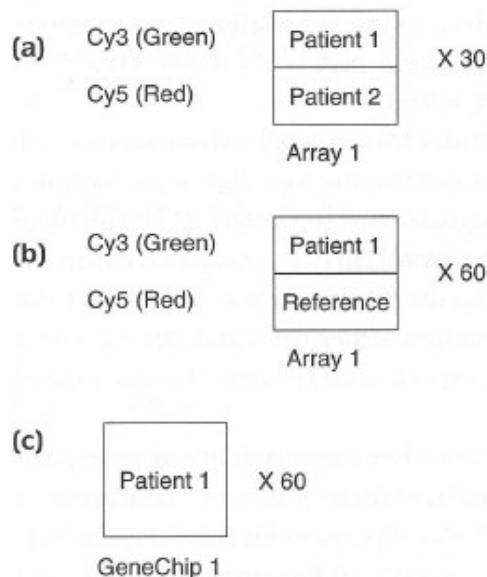 (a)
Cy3 (Green) Patient 1
X 30
Cy5 (Red) Patient 2
Array 1
(b)
Cy3 (Green) Patient 1
X 60
Cy5 (Red) Reference
Array 1
(c)
Patient 1 X 60
GeneChip 1